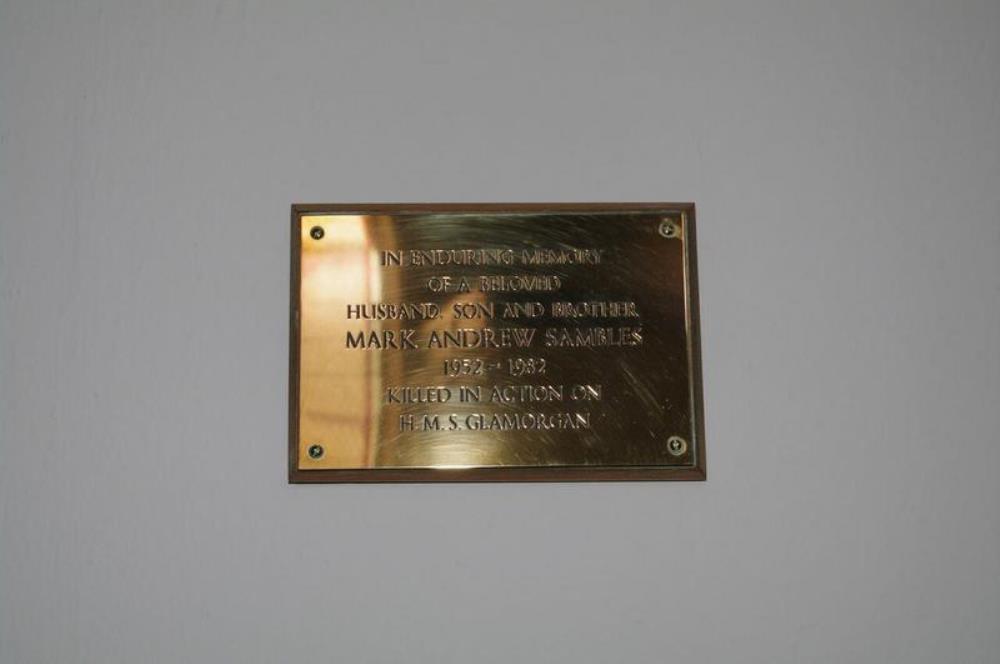 IN ENDURING MEMORY
OF A BELOVED
HUSBAND, SON AND BROTHER
MARK ANDREW SAMBLES
1952 - 1982
KILLED IN ACTION ON
H.M.S. GLAMORGAN